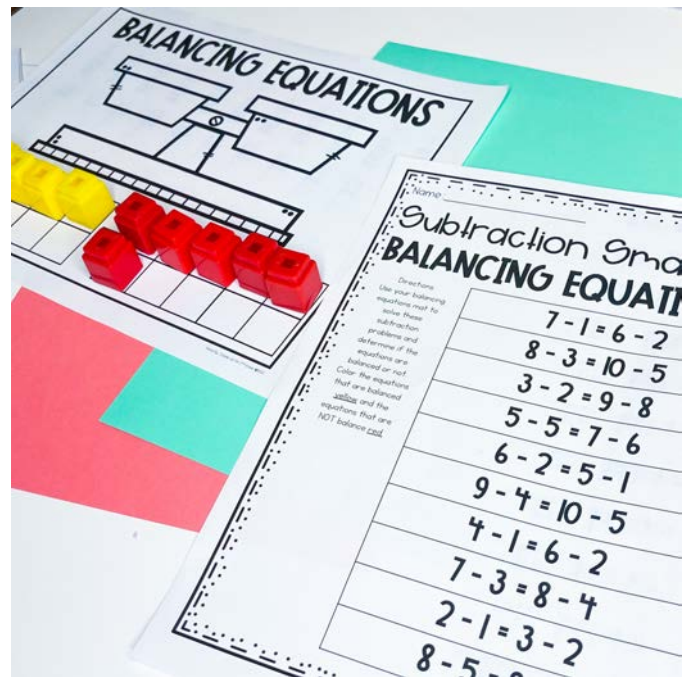 BALANCING EQUATIONS
Name
Subtraction
BALANCING
Directions
Use your balancing
equations mat to
solve these
subtraction
problems and
determine if the
equations are
balanced or not
Color the equations
that are balanced
yellow and the
equations that are
NOT balance red.
7 - 1 = 6 - 2
8 - 3 = 10 - 5
3 - 2 = 9 - 8
5 - 5 = 7 - 6
6 - 2 = 5 - 1
9 - 4 = 10 - 5
4 - 1 = 6 - 2
7 - 3 = 8 - 4
2 - 1 = 3 - 2
8 - 5 =